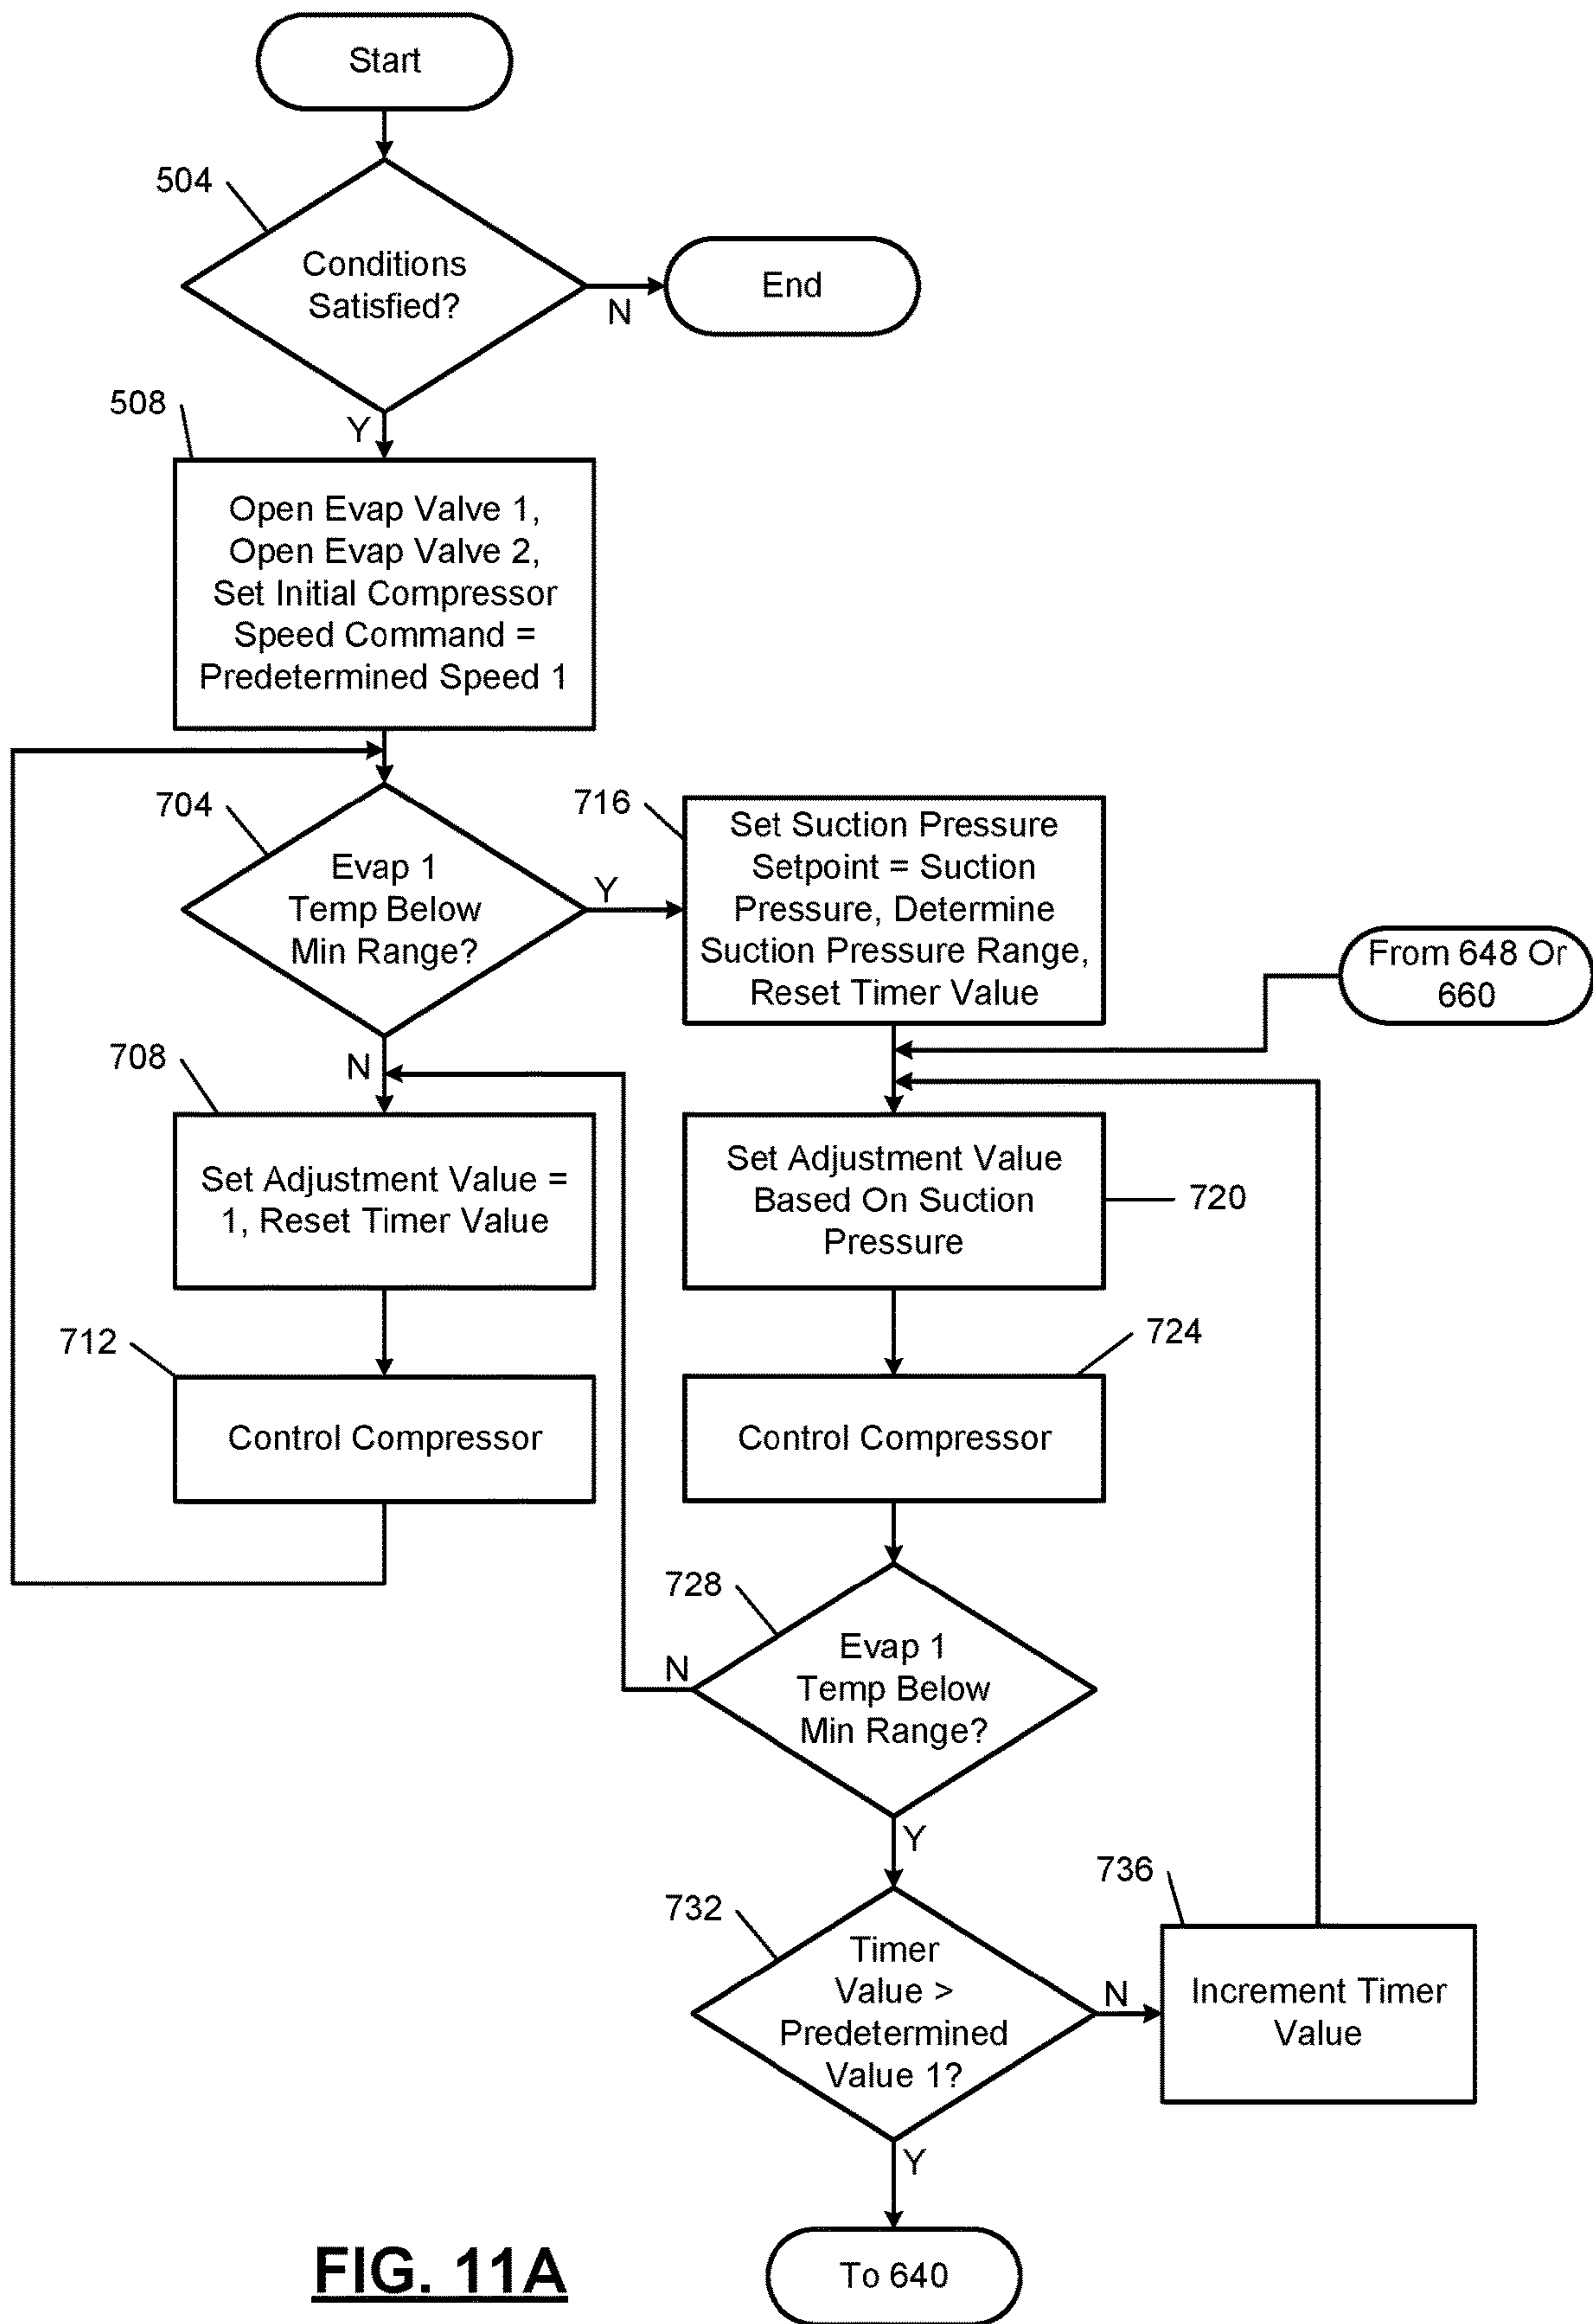 Start
504
Conditions
Satisfied?
N
End
Y
508
Open Evap Valve 1,
Open Evap Valve 2,
Set Initial Compressor
Speed Command =
Predetermined Speed 1
704
Evap 1
Temp Below
Min Range?
Y
716
Set Suction Pressure
Setpoint = Suction
Pressure, Determine
Suction Pressure Range,
Reset Timer Value
From 648 Or
660
N
708
Set Adjustment Value =
1, Reset Timer Value
Set Adjustment Value
Based On Suction
Pressure
720
712
Control Compressor
724
Control Compressor
728
Evap 1
Temp Below
Min Range?
N
Y
732
Timer
Value >
Predetermined
Value 1?
N
736
Increment Timer
Value
Y
To 640
FIG. 11A